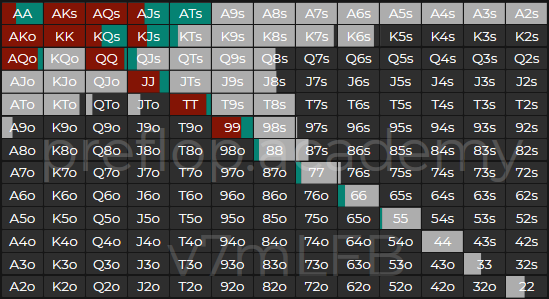 AA AKs AQs AJs ATs A9s A8s A7s A6s A5s A4s A3s A2s
AKo KK KQs KJs KTs K9s K8s K7s K6s K5s K4s K3s K2s
AQo KQo QQ QJs QTs Q9s Q8s Q7s Q6s Q5s Q4s Q3s Q2s
AJo KJo QJo JJ JTs J9s J8s J7s J6s J5s J4s J3s J2s
ATo KTo QTo JTo TT T9s T8s T7s T6s T5s T4s T3s T2s
A9o K9o Q9o J9o T9o 99 98s 97s 96s 95s 94s 93s 92s
A8o K8o Q8o J8o T8o 98o 88 87s 86s 85s 84s 83s 82s
preflop.academy
A7o K7o Q7o J7o T7o 97o 87o 77 76s 75s 74s 73s 72s
A6o K6o Q6o J6o T6o 96o 86o 76o 66 65s 64s 63s 62s
A5o K5o Q5o J5o T5o 95o 85o 75o 65o 55 54s 53s 52s
A4o K4o Q4o J4o T4o 94o 84o 74o 64o 54o 44 43s 42s
v7mLFB
A3o K3o Q3o J3o T3o 93o 83o 73o 63o 53o 43o 33 32s
A2o K2o Q2o J2o T2o 92o 82o 72o 62o 52o 42o 32o 22